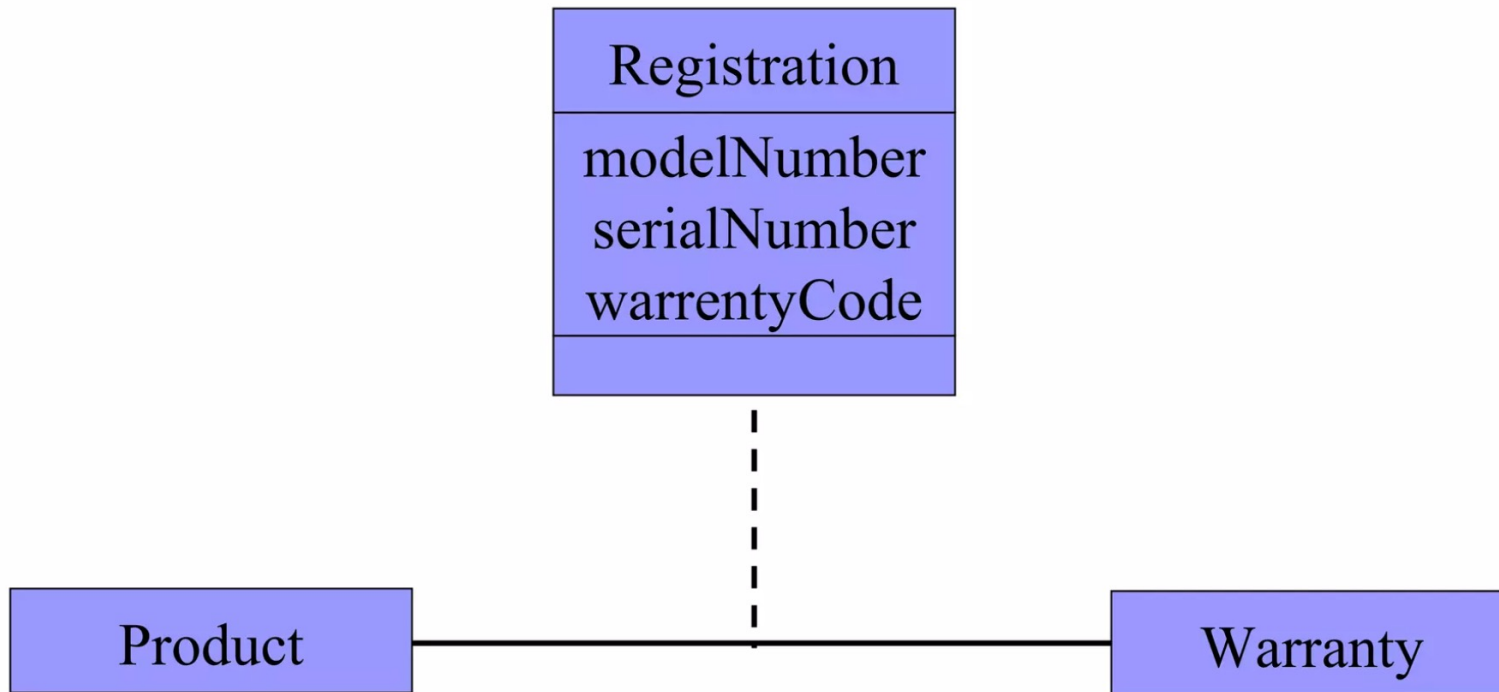 Registration
modelNumber
serialNumber
warrentyCode
Product
Warranty